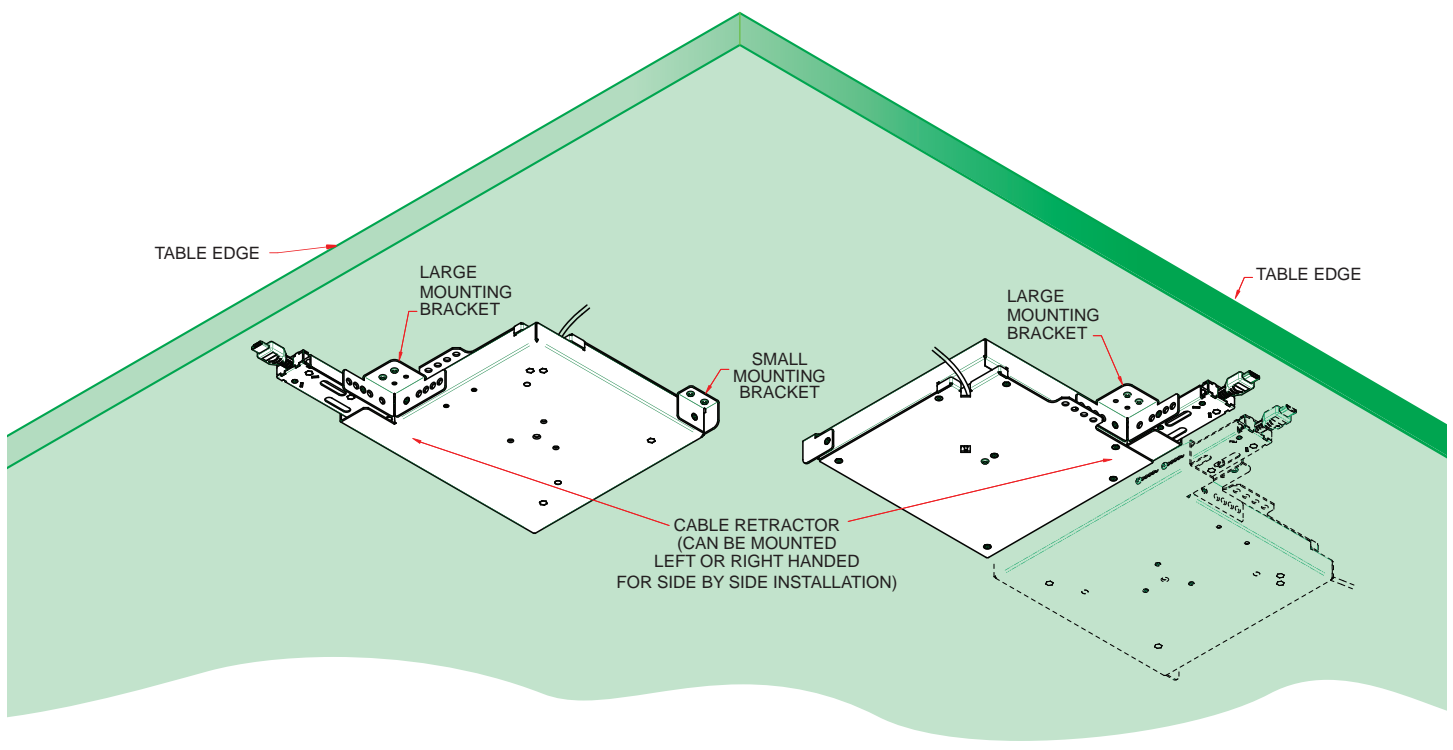 TABLE EDGE
LARGE
MOUNTING
BRACKET
SMALL
MOUNTING
BRACKET
LARGE
MOUNTING
BRACKET
TABLE EDGE
CABLE RETRACTOR
(CAN BE MOUNTED
LEFT OR RIGHT HANDED
FOR SIDE BY SIDE INSTALLATION)